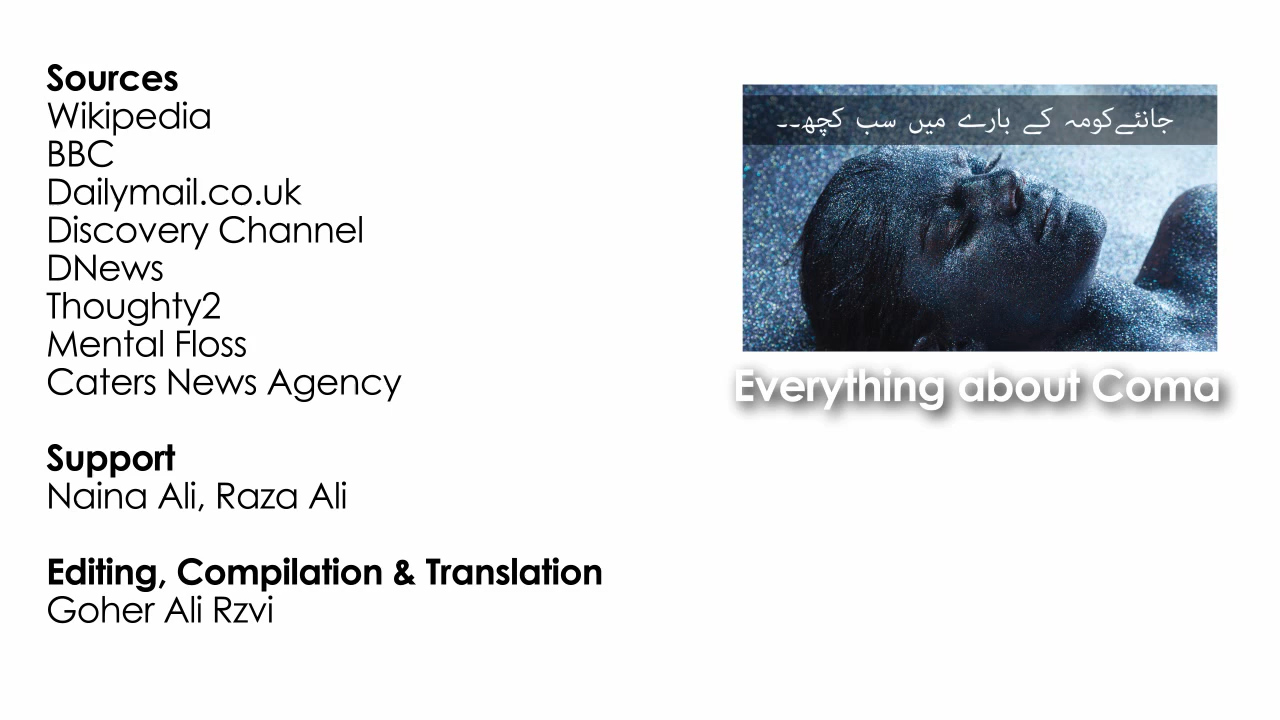 Sources
Wikipedia
BBC
Dailymail.co.uk
Discovery Channel
DNews
Thoughty2
Mental Floss
Caters News Agency
Support
Naina Ali, Raza Ali
Editing, Compilation & Translation
Goher Ali Rzvi
جانئےکومہ کے بارے میں سب کچھ۔۔
Everything about Coma